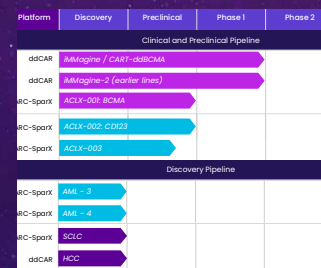 Platform Discovery Preclinical Phase 1 Phase 2
Clinical and Preclinical Pipeline
ddCAR iMMagine / CART-ddBCMA
ddCAR iMMagine-2 (earlier lines)
ARC-SparX ACLX-001: BCMA
ARC-SparX ACLX-002: CD123
ARC-SparX ACLX-003
Discovery Pipeline
ARC-SparX AML - 3
ARC-SparX AML - 4
ARC-SparX SCLC
ddCAR HCC